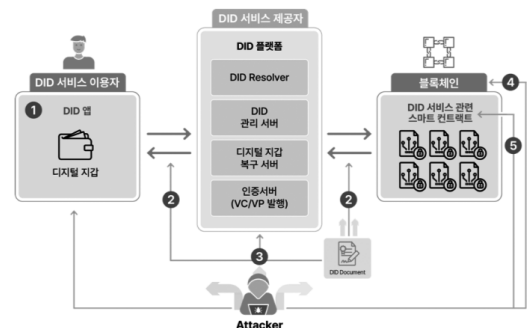 DID 서비스 제공자
DID 플랫폼
DID Resolver
DID
관리 서버
디지털 지갑
복구 서버
인증서버
(VC/VP 발행)
DID 서비스 이용자
1
DID 앱
디지털 지갑
블록체인
DID 서비스 관련
스마트 컨트랙트
4
5
2
2
3
DID Document
Attacker